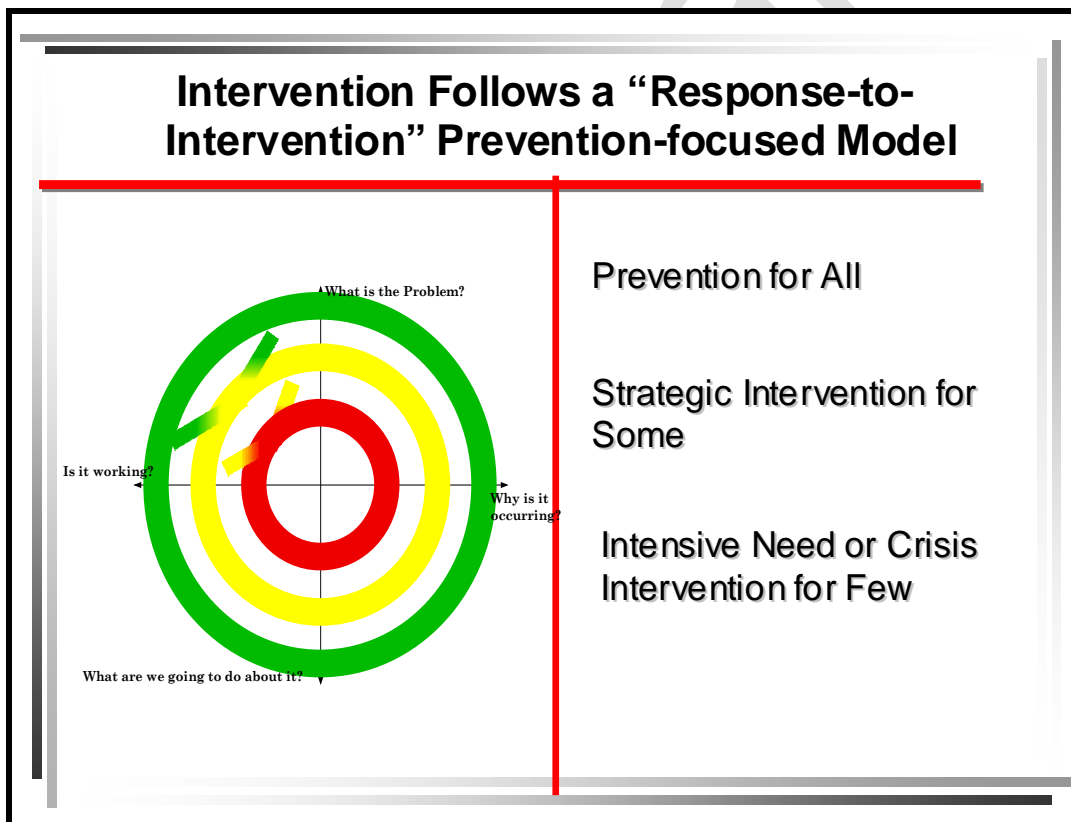 Intervention Follows a “Response-to-
Intervention” Prevention-focused Model
What is the Problem?
Is it working?
Why is it
occurring?
What are we going to do about it?
Prevention for All
Strategic Intervention for
Some
Intensive Need or Crisis
Intervention for Few